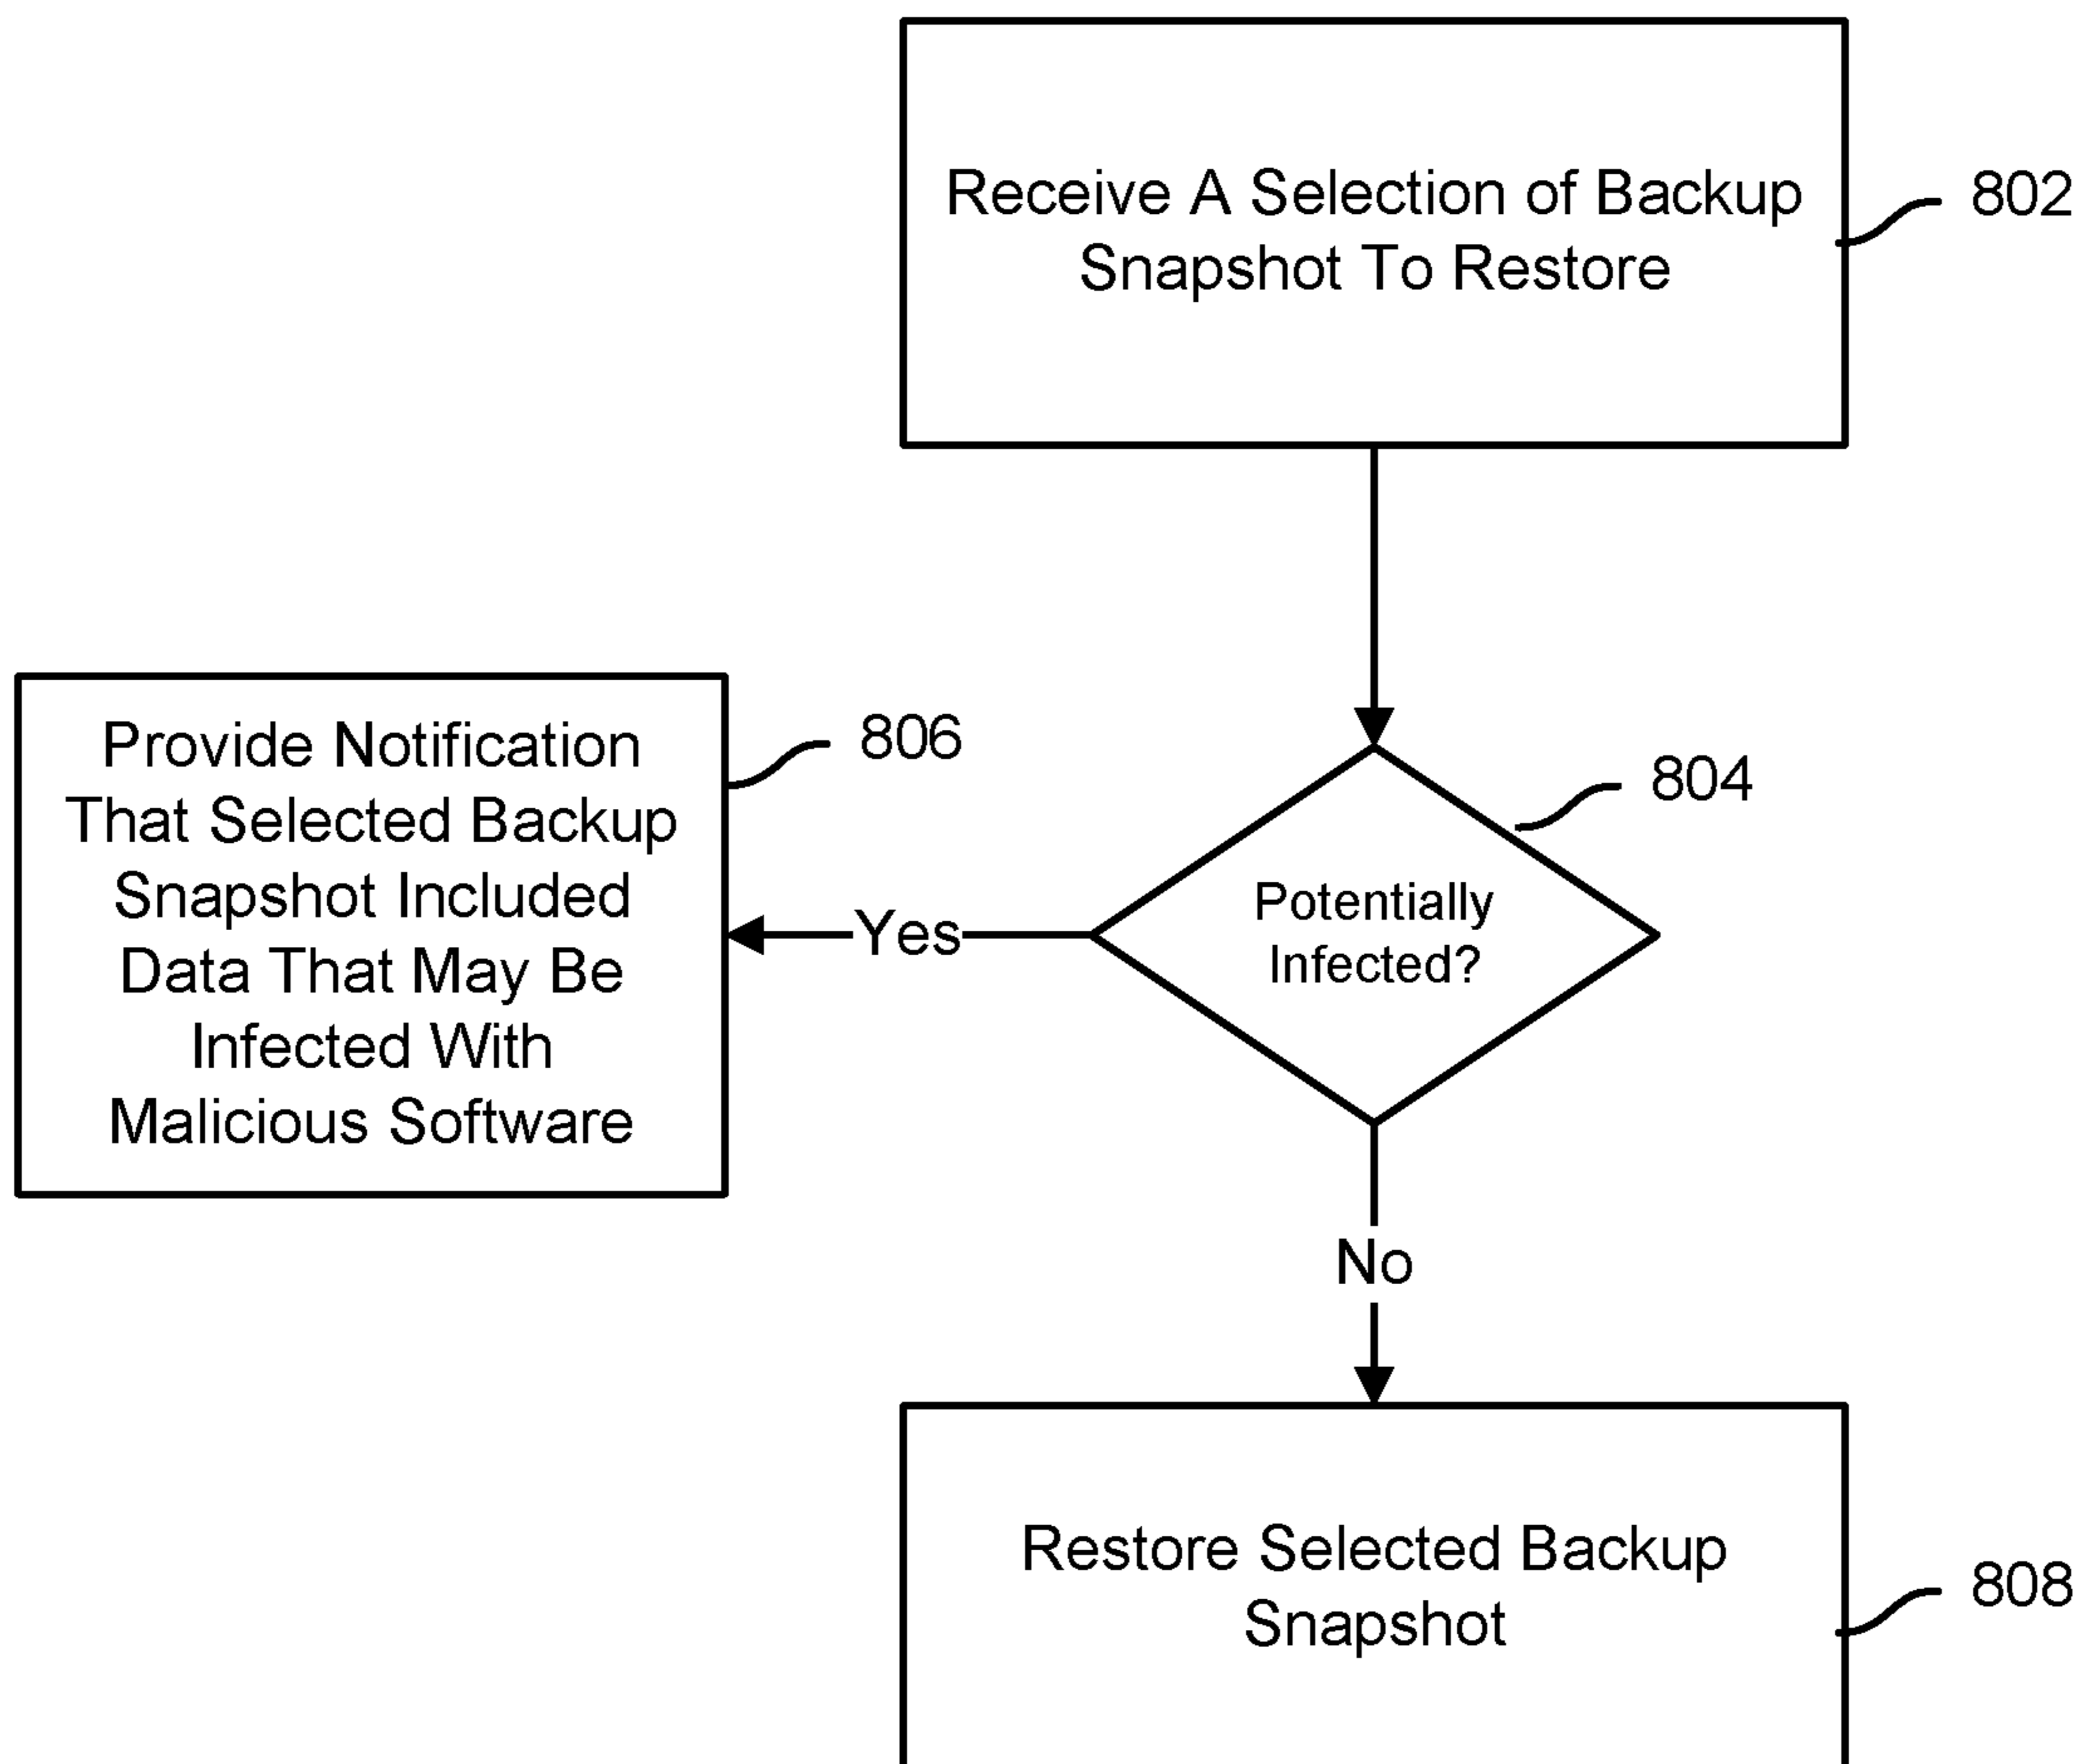 Receive A Selection of Backup
Snapshot To Restore
802
804
Potentially
Infected?
Yes
806
Provide Notification
That Selected Backup
Snapshot Included
Data That May Be
Infected With
Malicious Software
No
Restore Selected Backup
Snapshot
808